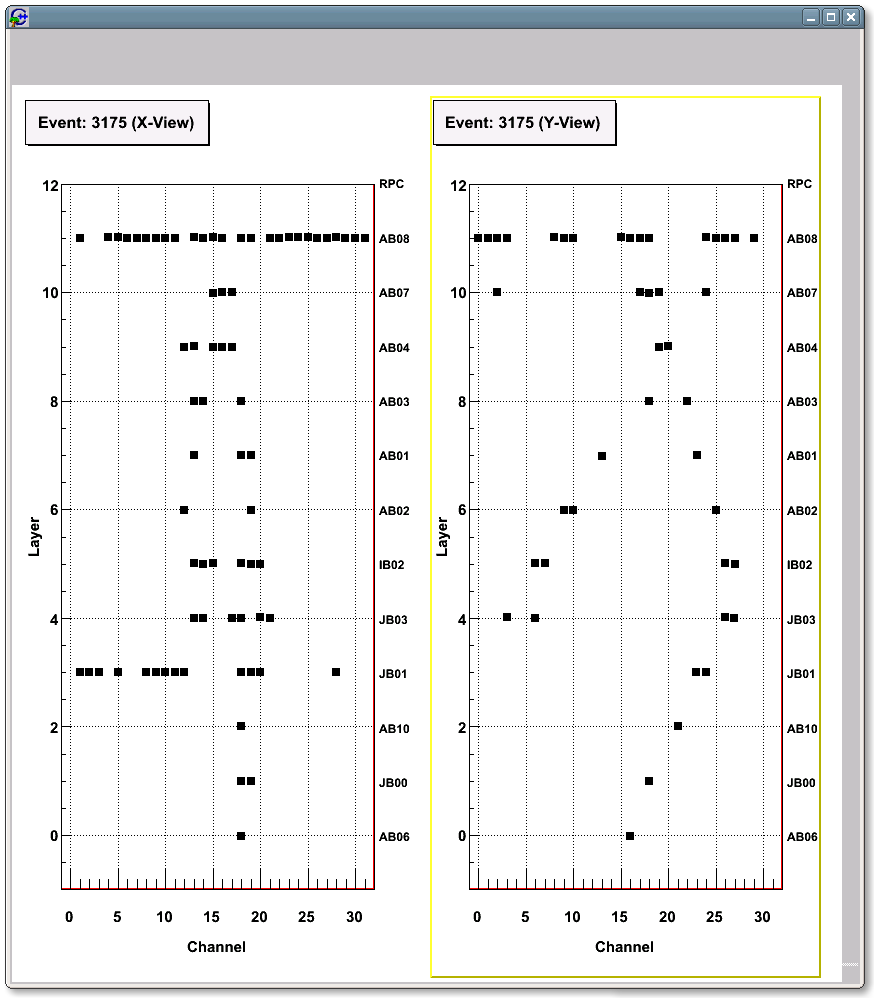 Event: 3175 (X-View)
12
10
8
6
4
2
0
Layer
RPC
AB08
AB07
AB04
AB03
AB01
AB02
IB02
JB03
JB01
AB10
JB00
AB06
0 5 10 15 20 25 30
Channel
Event: 3175 (Y-View)
12
10
8
6
4
2
0
Layer
RPC
AB08
AB07
AB04
AB03
AB01
AB02
IB02
JB03
JB01
AB10
JB00
AB06
0 5 10 15 20 25 30
Channel